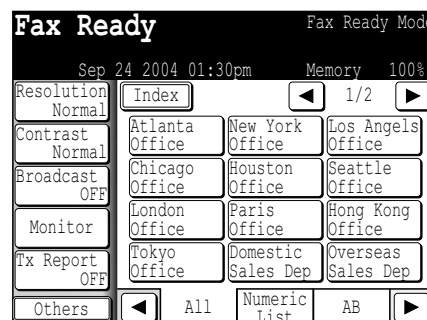 Fax Ready Fax Ready Mode
Sep 24 2004 01:30pm Memory 100%
Resolution
Normal
Contrast
Normal
Broadcast
OFF
Monitor
Tx Report
OFF
Others
Index 1/2
Atlanta
Office
New York
Office
Los Angels
Office
Chicago
Office
Houston
Office
Seattle
Office
London
Office
Paris
Office
Hong Kong
Office
Tokyo
Office
Domestic
Sales Dep
Overseas
Sales Dep
All
Numeric
List
AB